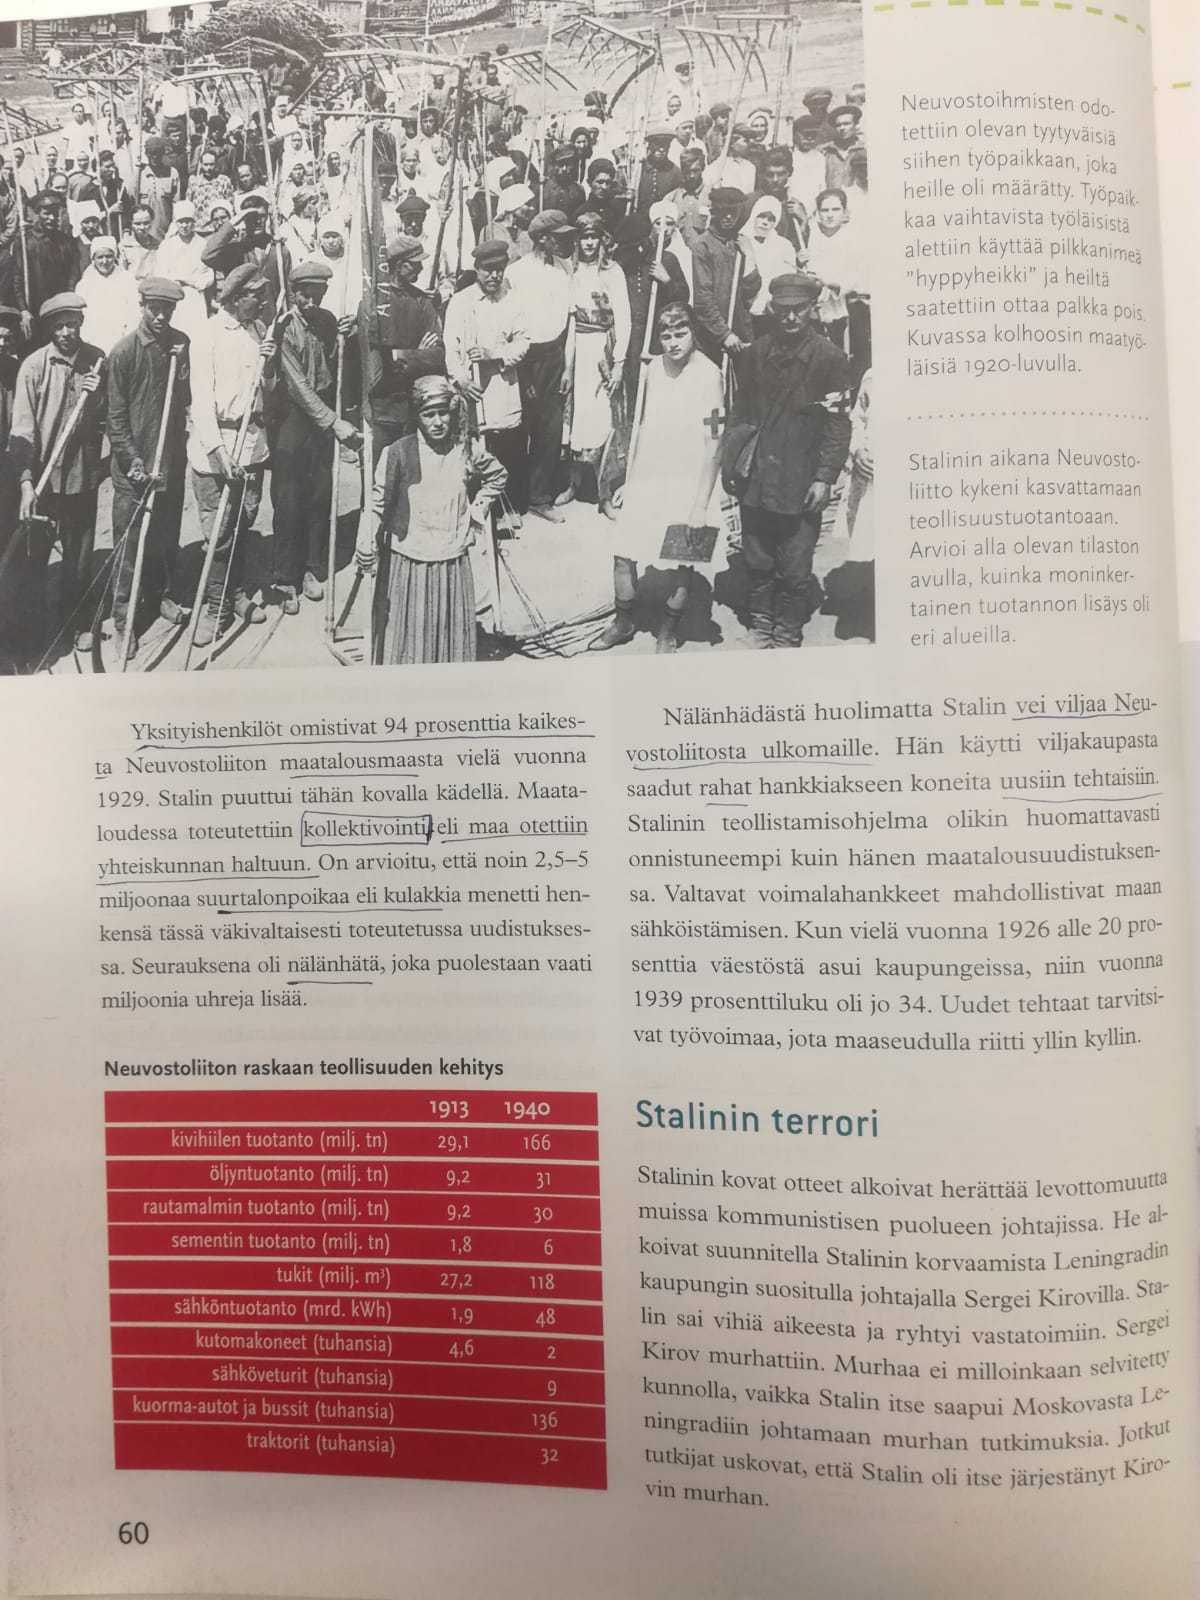 Neuvostoihmisten odo-
tettiin olevan tyytyväisiä
siihen työpaikkaan, joka
heille oli määrätty. Työpaik-
kaa vaihtavista työläisistä
alettiin käyttää pilkkanimeä
"hyppyheikki" ja heiltä
saatettiin ottaa palkka pois.
Kuvassa kolhoosin maatyö-
läisiä 1920-luvulla.
Stalinin aikana Neuvosto-
liitto kykeni kasvattamaan
teollisuustuotantoaan.
Arvioi alla olevan tilaston
avulla, kuinka moninker-
tainen tuotannon lisäys oli
eri alueilla.
Yksityishenkilöt omistivat 94 prosenttia kaikes-
ta Neuvostoliiton maatalousmaasta vielä vuonna
1929. Stalin puuttui tähän kovalla kädellä. Maata-
loudessa toteutettiin kollektivointi eli maa otettiin
yhteiskunnan haltuun. On arvioitu, että noin 2,5–5
miljoonaa suurtalonpoikaa eli kulakkia menetti hen-
kensä tässä väkivaltaisesti toteutetussa uudistukses-
sa. Seurauksena oli nälänhätä, joka puolestaan vaati
miljoonia uhreja lisää.
Neuvostoliiton raskaan teollisuuden kehitys
1913 1940
kivihiilen tuotanto (milj. tn) 29,1 166
öljyntuotanto (milj. tn) 9,2 31
rautamalmin tuotanto (milj. tn) 9,2 30
sementin tuotanto (milj. tn) 1,8 6
tukit (milj. m³) 27,2 118
sähköntuotanto (mrd. kWh) 1,9 48
kutomakoneet (tuhansia) 4,6 2
sähköveturit (tuhansia) 9
kuorma-autot ja bussit (tuhansia) 136
traktorit (tuhansia) 32
Nälänhädästä huolimatta Stalin vei viljaa Neu-
vostoliitosta ulkomaille. Hän käytti viljakaupasta
saadut rahat hankkiakseen koneita uusiin tehtaisiin.
Stalinin teollistamisohjelma olikin huomattavasti
onnistuneempi kuin hänen maatalousuudistuksen-
sa. Valtavat voimalahankkeet mahdollistivat maan
sähköistämisen. Kun vielä vuonna 1926 alle 20 pro-
senttia väestöstä asui kaupungeissa, niin vuonna
1939 prosenttiluku oli jo 34. Uudet tehtaat tarvitsi-
vat työvoimaa, jota maaseudulla riitti yllin kyllin.
Stalinin terrori
Stalinin kovat otteet alkoivat herättää levottomuutta
muissa kommunistisen puolueen johtajissa. He al-
koivat suunnitella Stalinin korvaamista Leningradin
kaupungin suositulla johtajalla Sergei Kirovilla. Sta-
lin sai vihiä aikeesta ja ryhtyi vastatoimiin. Sergei
Kirov murhattiin. Murhaa ei milloinkaan selvitetty
kunnolla, vaikka Stalin itse saapui Moskovasta Le-
ningradiin johtamaan murhan tutkimuksia. Jotkut
tutkijat uskovat, että Stalin oli itse järjestänyt Kiro-
vin murhan.
60